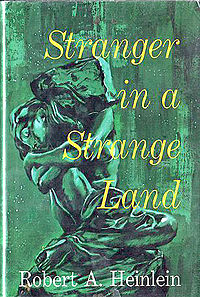 Stranger
in a
Strange
Land
Robert A. Heinlein